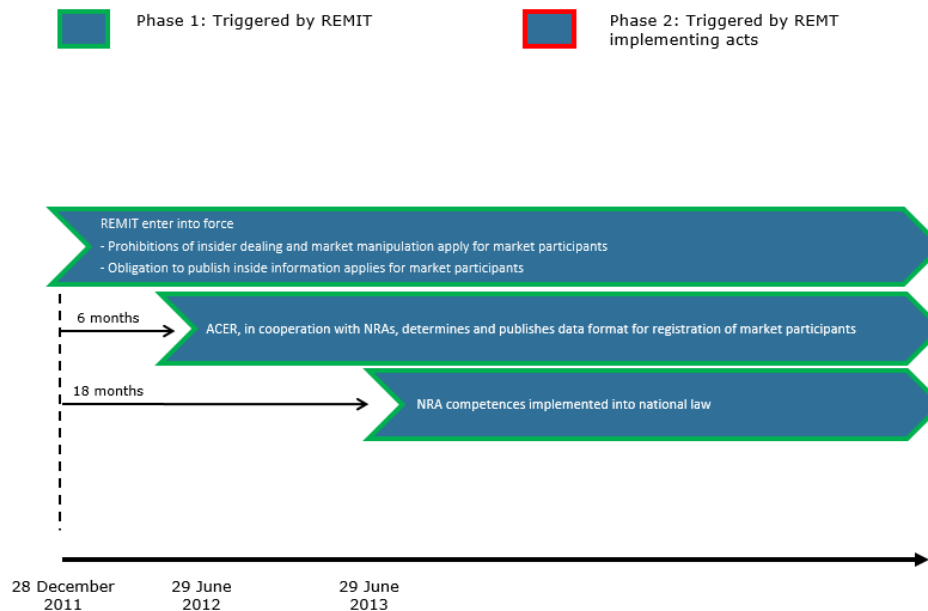 Phase 1: Triggered by REMIT
Phase 2: Triggered by REMT
implementing acts
REMIT enter into force
- Prohibitions of insider dealing and market manipulation apply for market participants
- Obligation to publish inside information applies for market participants
6 months
ACER, in cooperation with NRAs, determines and publishes data format for registration of market participants
18 months
NRA competences implemented into national law
28 December
2011
29 June
2012
29 June
2013